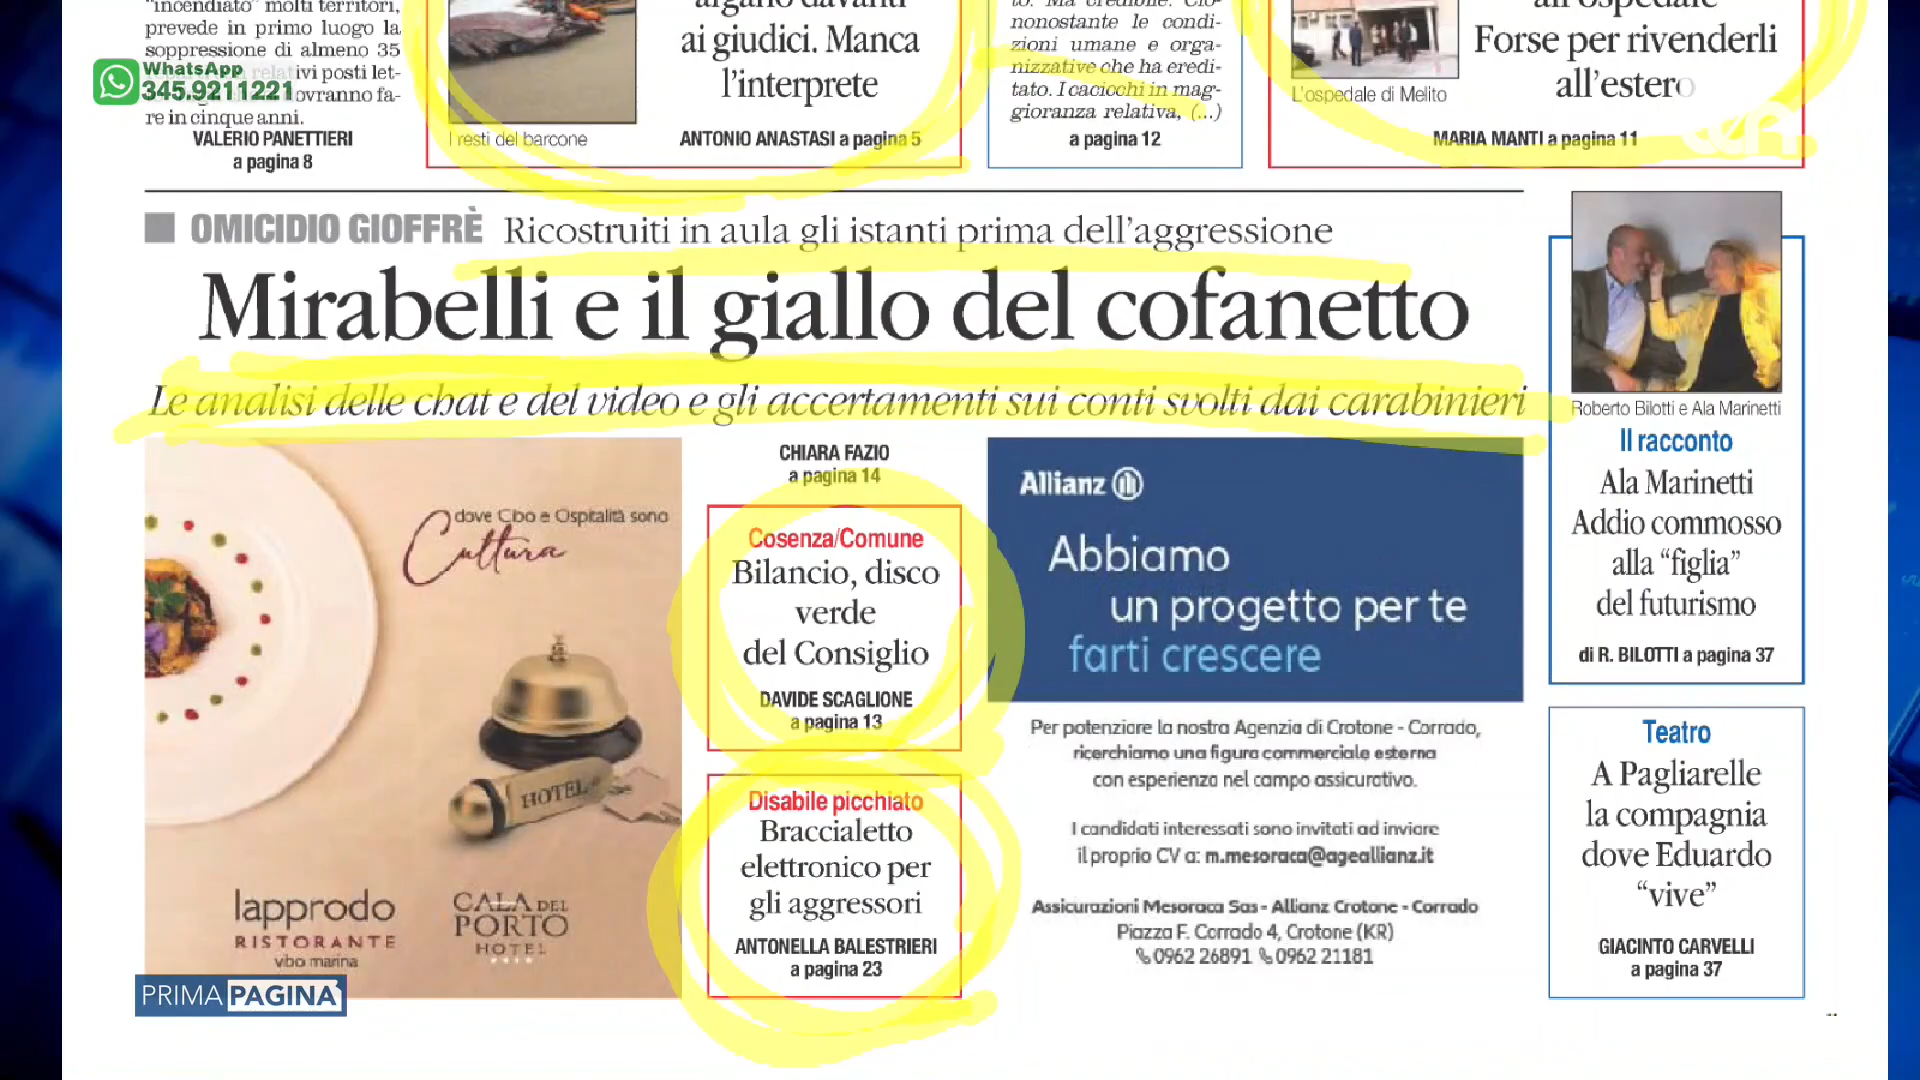 "incendiato" molti territori,
prevede in primo luogo la
soppressione di almeno 35
ivi posti let-
ovranno fa-
re in cinque anni.
VALERIO PANETTIERI
a pagina 8
WhatsApp
345.9211221
I resti del barcone
ai giudici. Manca
l'interprete
ANTONIO ANASTASI a pagina 5
nonostante le condi-
zioni umane e orga-
nizzative che ha eredi-
tato. I cacicchi in mag-
gioranza relativa, (...)
a pagina 12
L'ospedale di Melito
all'ospedale
Forse per rivenderli
all'estero
MARIA MANTI a pagina 11
OMICIDIO GIOFFRÈ Ricostruiti in aula gli istanti prima dell'aggressione
Mirabelli e il giallo del cofanetto
Le analisi delle chat e del video e gli accertamenti sui conti svolti dai carabinieri
CHIARA FAZIO
a pagina 14
dove Cibo e Ospitalità sono
Cultura
HOTEL
lapprodo
RISTORANTE
vibo marina
CALA DEL
PORTO
HOTEL
Cosenza/Comune
Bilancio, disco
verde
del Consiglio
DAVIDE SCAGLIONE
a pagina 13
Disabile picchiato
Braccialetto
elettronico per
gli aggressori
ANTONELLA BALESTRIERI
a pagina 23
Allianz
Abbiamo
un progetto per te
farti crescere
Per potenziare la nostra Agenzia di Crotone - Corrado,
ricerchiamo una figura commerciale esterna
con esperienza nel campo assicurativo.
I candidati interessati sono invitati ad inviare
il proprio CV a: m.mesoraca@ageallianz.it
Assicurazioni Mesoraca Sas - Allianz Crotone - Corrado
Piazza F. Corrado 4, Crotone (KR)
0962 26891 0962 21181
Roberto Bilotti e Ala Marinetti
Il racconto
Ala Marinetti
Addio commosso
alla "figlia"
del futurismo
di R. BILOTTI a pagina 37
Teatro
A Pagliarelle
la compagnia
dove Eduardo
"vive"
GIACINTO CARVELLI
a pagina 37
PRIMA PAGINA